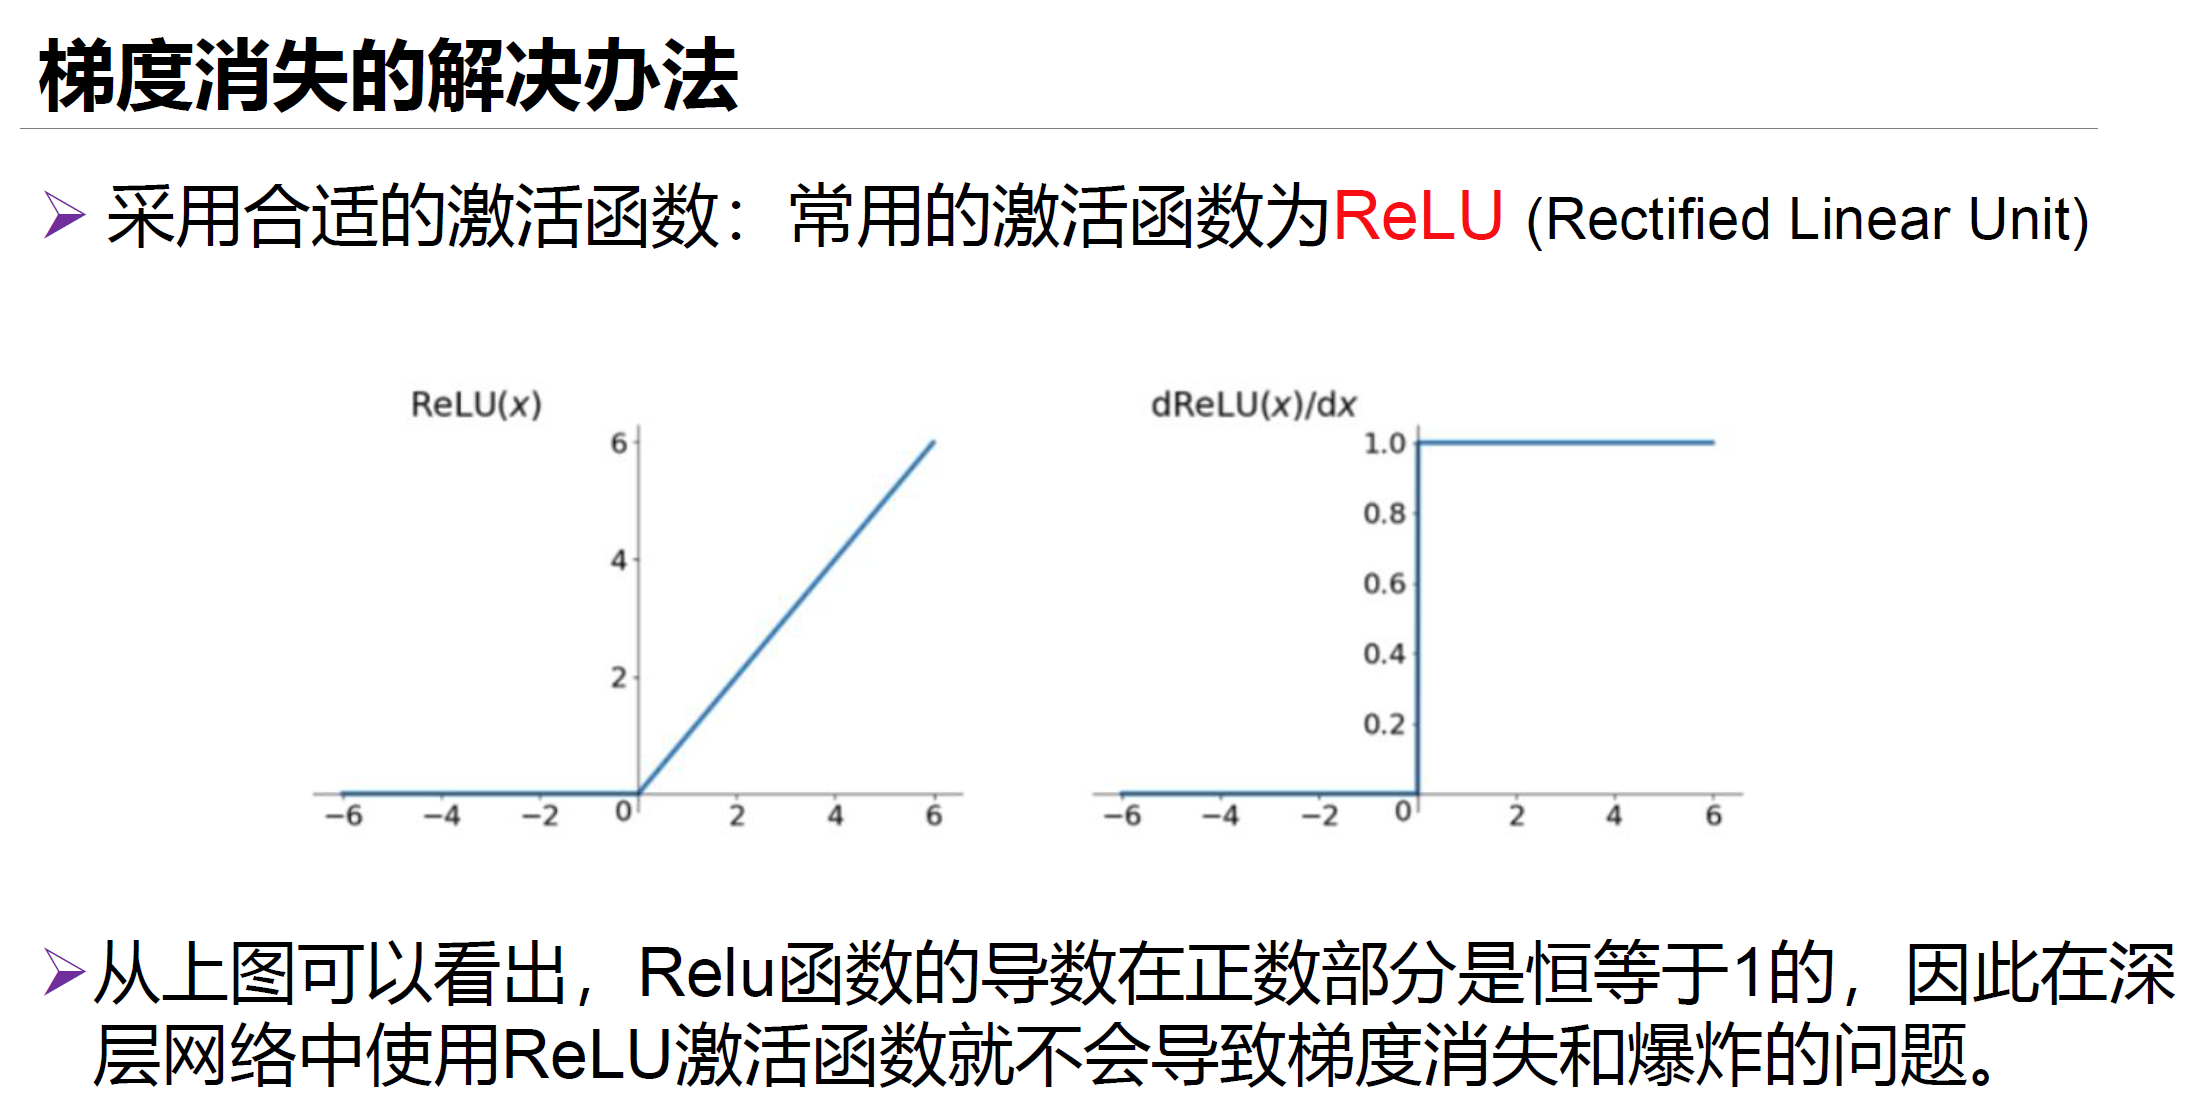 梯度消失的解决办法
采用合适的激活函数：常用的激活函数为ReLU (Rectified Linear Unit)
ReLU(x)
6
4
2
−6 −4 −2 0 2 4 6
dReLU(x)/dx
1.0
0.8
0.6
0.4
0.2
−6 −4 −2 0 2 4 6
从上图可以看出，Relu函数的导数在正数部分是恒等于1的，因此在深
层网络中使用ReLU激活函数就不会导致梯度消失和爆炸的问题。